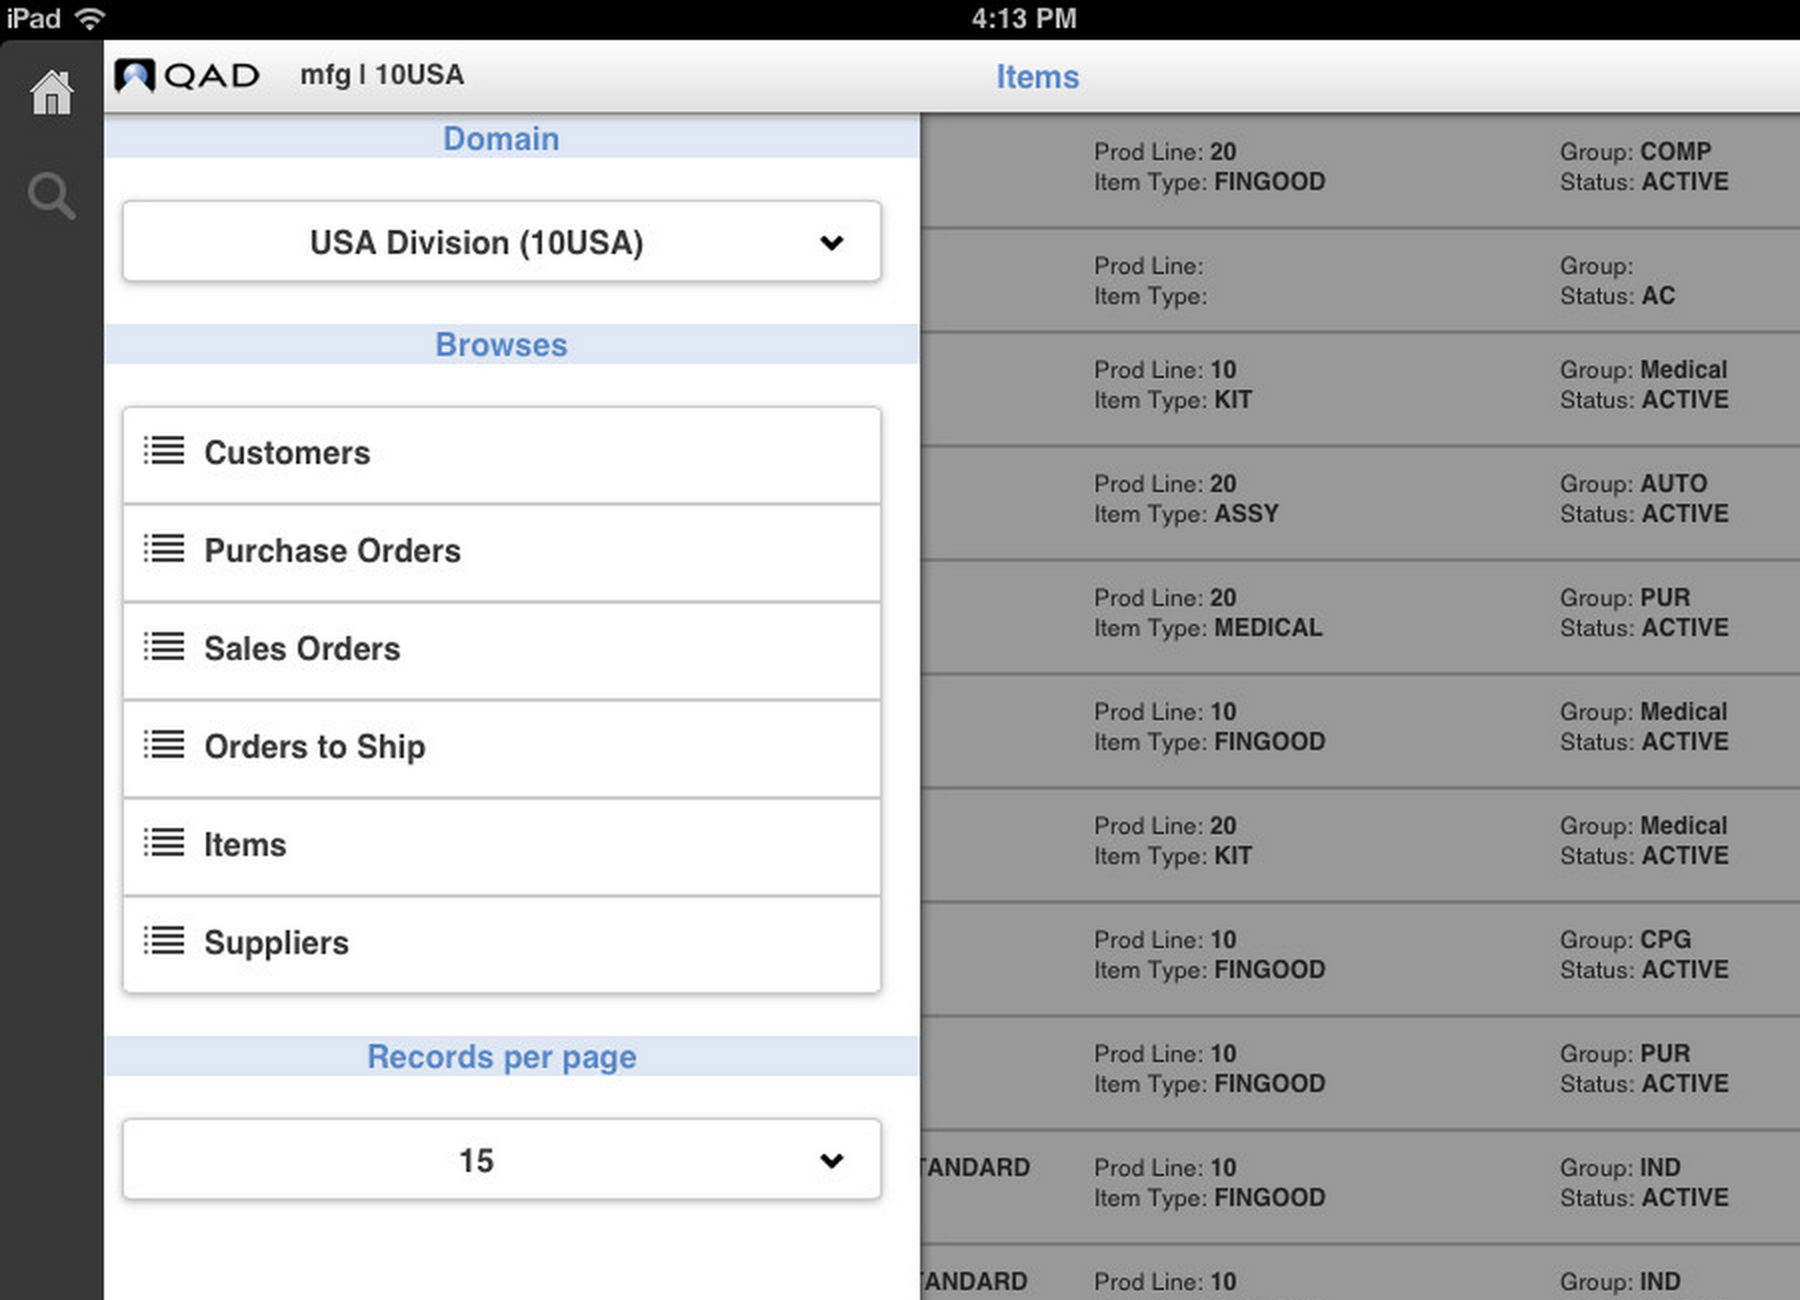 iPad
4:13 PM
QAD
mfg | 10USA
Items
Domain
USA Division (10USA)
Browses
Customers
Purchase Orders
Sales Orders
Orders to Ship
Items
Suppliers
Records per page
15
Prod Line: 20
Item Type: FINGOOD
Group: COMP
Status: ACTIVE
Prod Line:
Item Type:
Group:
Status: AC
Prod Line: 10
Item Type: KIT
Group: Medical
Status: ACTIVE
Prod Line: 20
Item Type: ASSY
Group: AUTO
Status: ACTIVE
Prod Line: 20
Item Type: MEDICAL
Group: PUR
Status: ACTIVE
Prod Line: 10
Item Type: FINGOOD
Group: Medical
Status: ACTIVE
Prod Line: 20
Item Type: KIT
Group: Medical
Status: ACTIVE
Prod Line: 10
Item Type: FINGOOD
Group: CPG
Status: ACTIVE
Prod Line: 10
Item Type: FINGOOD
Group: PUR
Status: ACTIVE
TANDARD
Prod Line: 10
Item Type: FINGOOD
Group: IND
Status: ACTIVE
TANDARD
Prod Line: 10
Group: IND